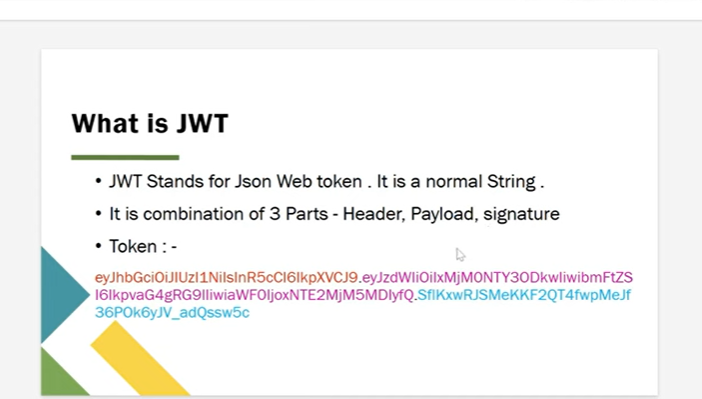 What is JWT
• JWT Stands for Json Web token . It is a normal String .
• It is combination of 3 Parts - Header, Payload, signature
• Token : -
eyJhbGciOiJIUzI1NiIsInR5cCI6IkpXVCJ9.eyJzdWIiOiIxMjM0NTY3ODkwIiwibmFtZS
I6IkpvaG4gRG9lIiwiaWF0IjoxNTE2MjM5MDIyfQ.SflKxwRJSMeKKF2QT4fwpMeJf
36POk6yJV_adQssw5c